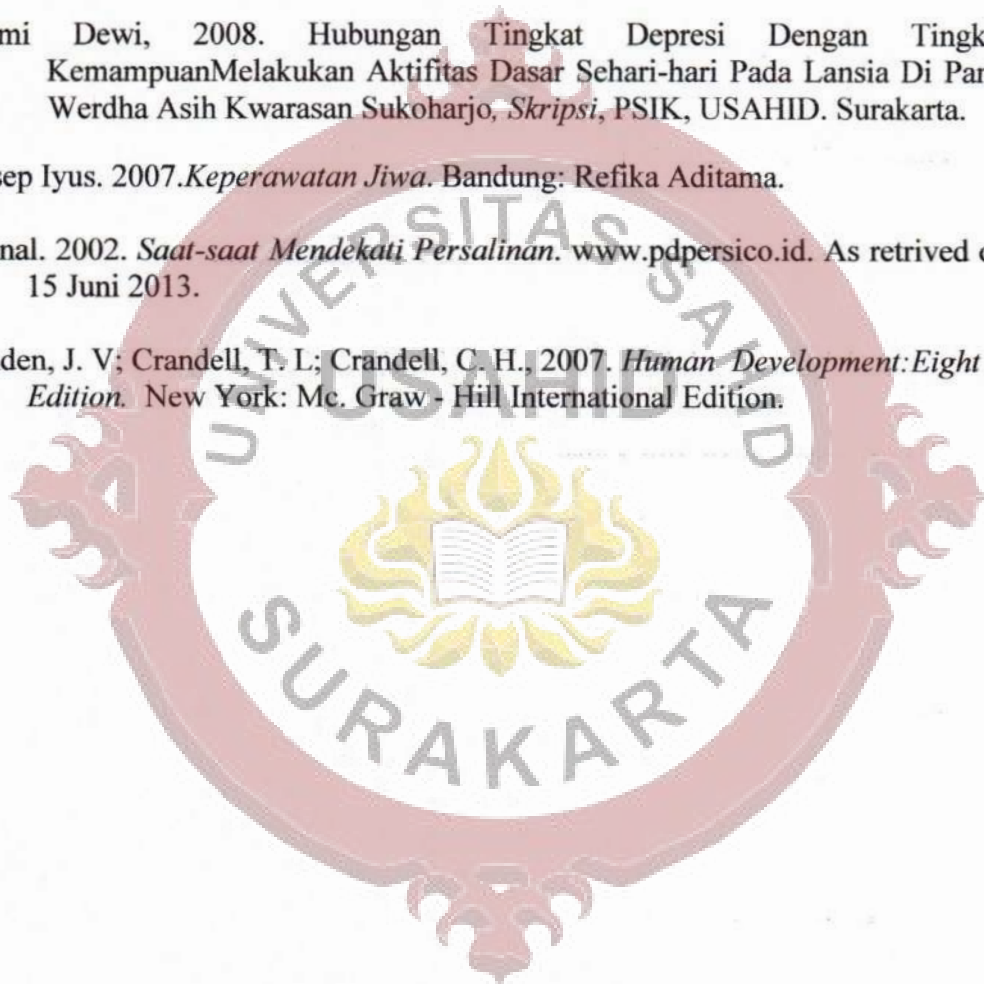 mi Dewi, 2008. Hubungan Tingkat Depresi Dengan Tingk
KemampuanMelakukan Aktifitas Dasar Sehari-hari Pada Lansia Di Par
Werdha Asih Kwarasan Sukoharjo, Skripsi, PSIK, USAHID. Surakarta.
sep Iyus. 2007.Keperawatan Jiwa. Bandung: Refika Aditama.
nal. 2002. Saat-saat Mendekati Persalinan. www.pdpersico.id. As retrived
15 Juni 2013.
den, J. V; Crandell, T. L; Crandell, C. H., 2007. Human Development:Eight
Edition. New York: Mc. Graw - Hill International Edition.
UNIVERSITAS SAHID
USAHID
SURAKARTA